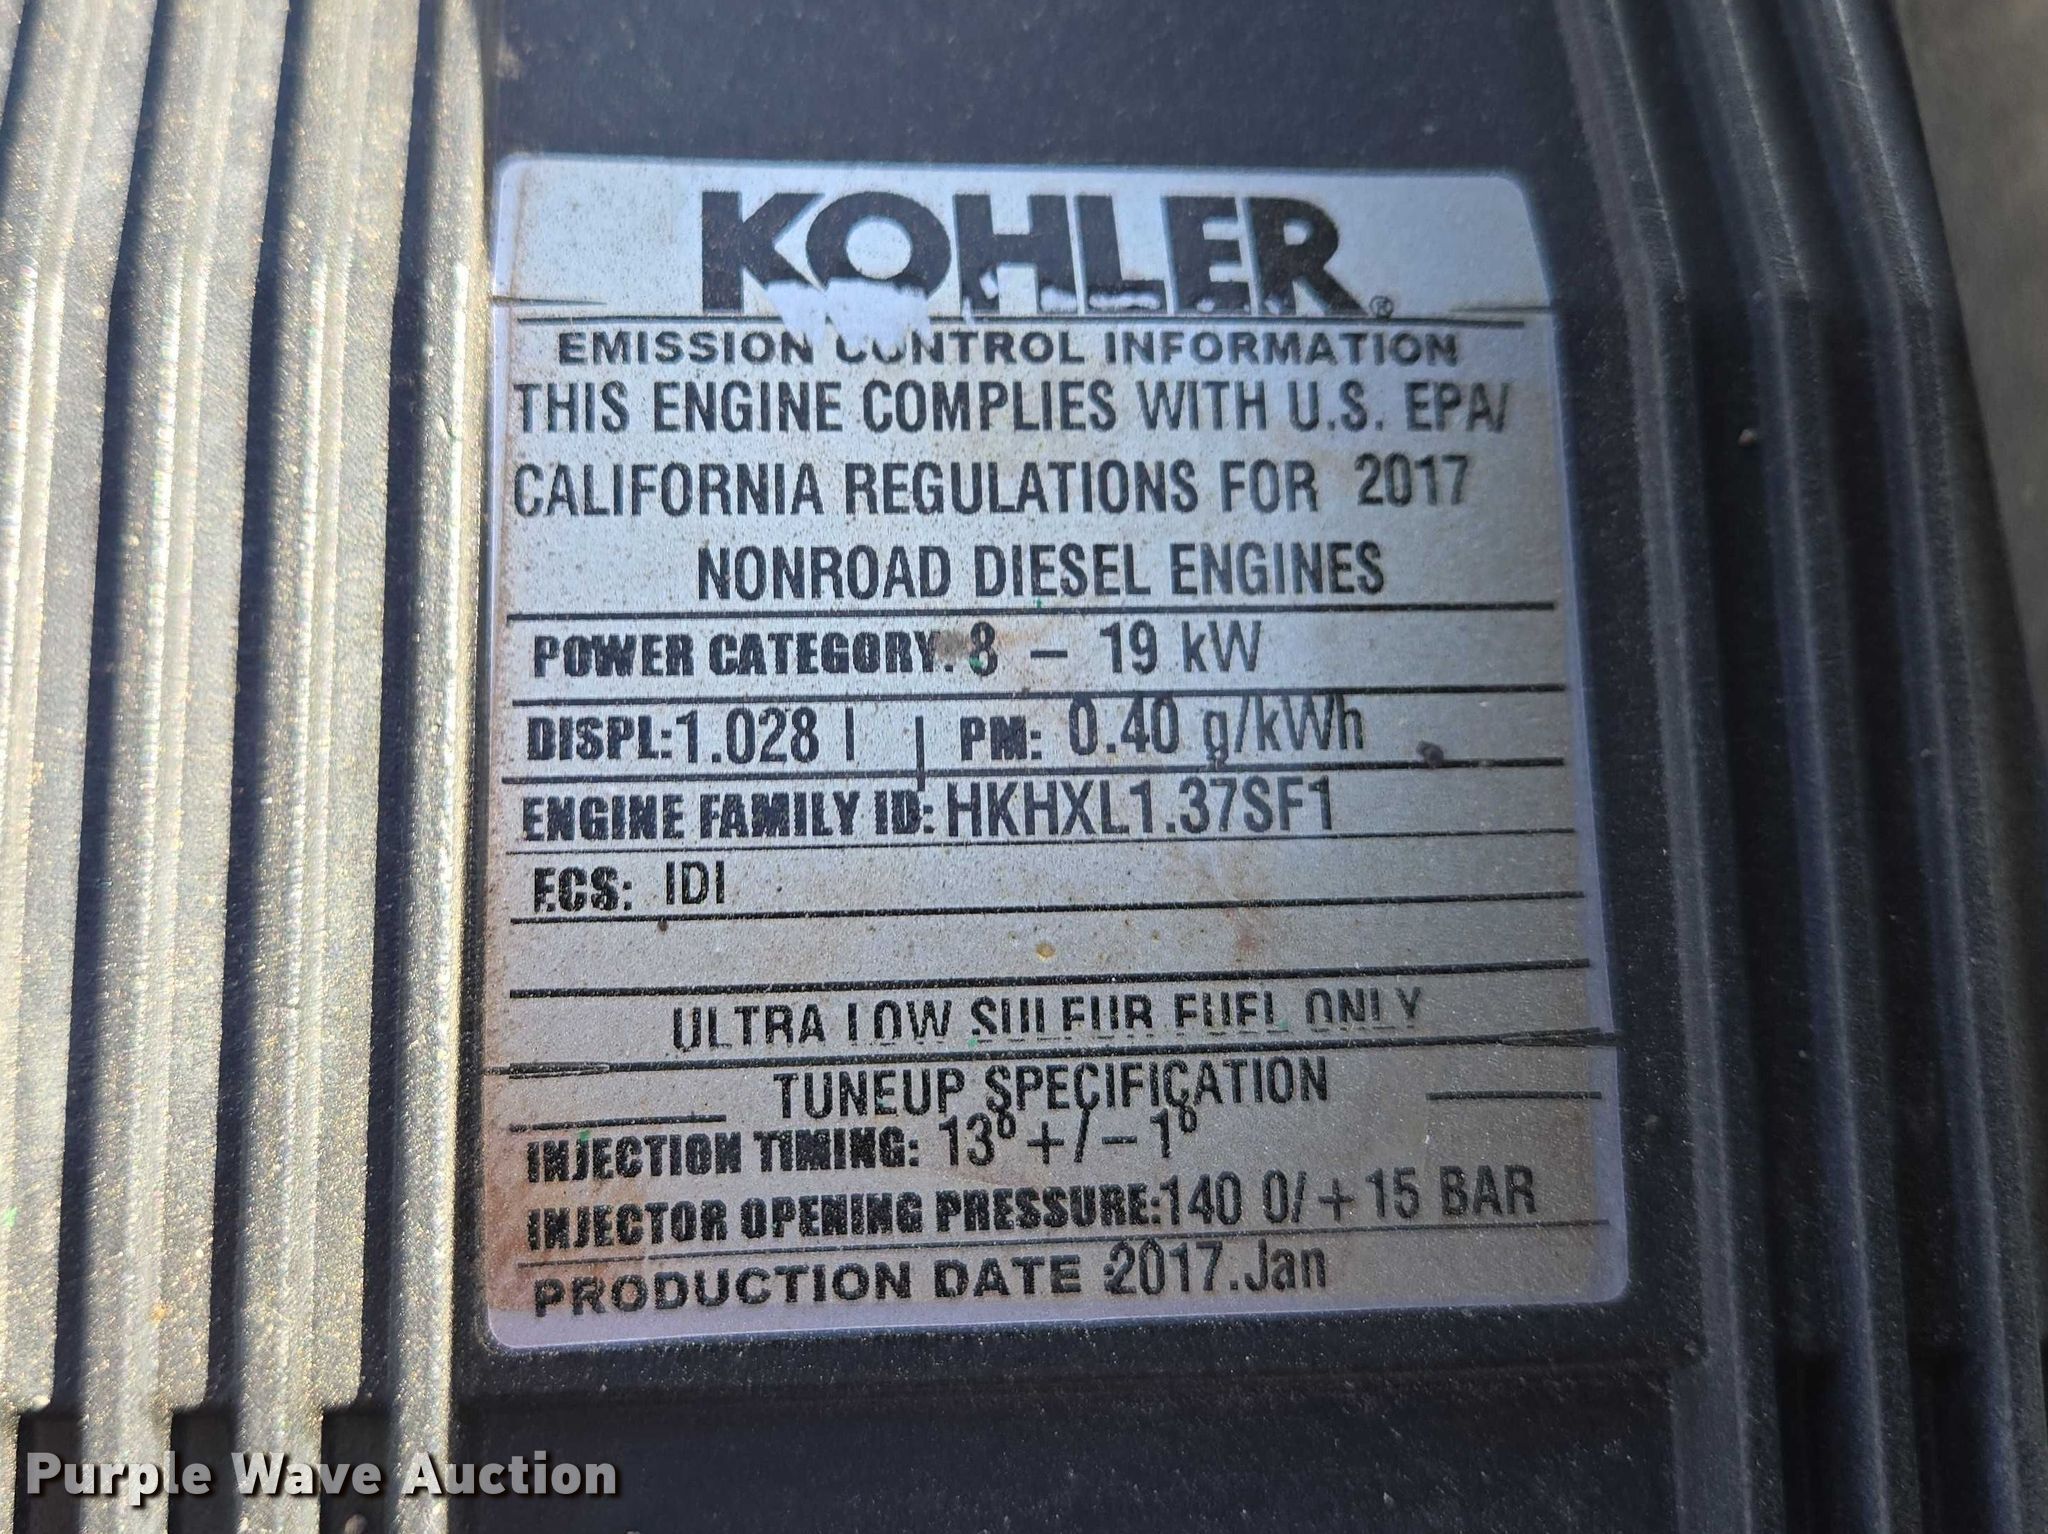 KOHLER®
EMISSION CONTROL INFORMATION
THIS ENGINE COMPLIES WITH U.S. EPA/
CALIFORNIA REGULATIONS FOR 2017
NONROAD DIESEL ENGINES
POWER CATEGORY: 8 – 19 kW
DISPL: 1.028 l | PM: 0.40 g/kWh
ENGINE FAMILY ID: HKHXL1.37SF1
ECS: IDI
ULTRA LOW SULFUR FUEL ONLY
TUNEUP SPECIFICATION
INJECTION TIMING: 13º +/– 1º
INJECTOR OPENING PRESSURE: 140 0/ + 15 BAR
PRODUCTION DATE : 2017.Jan
Purple Wave Auction